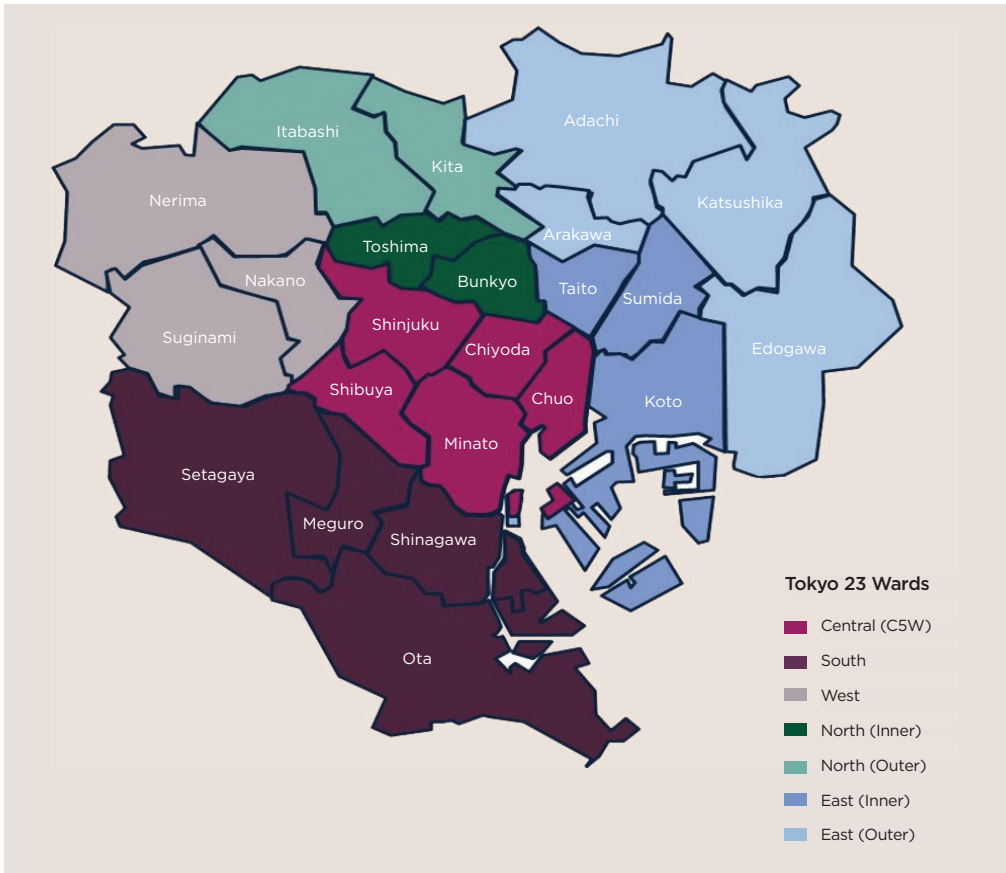 Adachi
Itabashi
Kita
Nerima
Katsushika
Arakawa
Toshima
Nakano
Bunkyo
Taito
Sumida
Shinjuku
Suginami
Chiyoda
Edogawa
Shibuya
Chuo
Koto
Minato
Setagaya
Meguro
Shinagawa
Ota
Tokyo 23 Wards
Central (C5W)
South
West
North (Inner)
North (Outer)
East (Inner)
East (Outer)